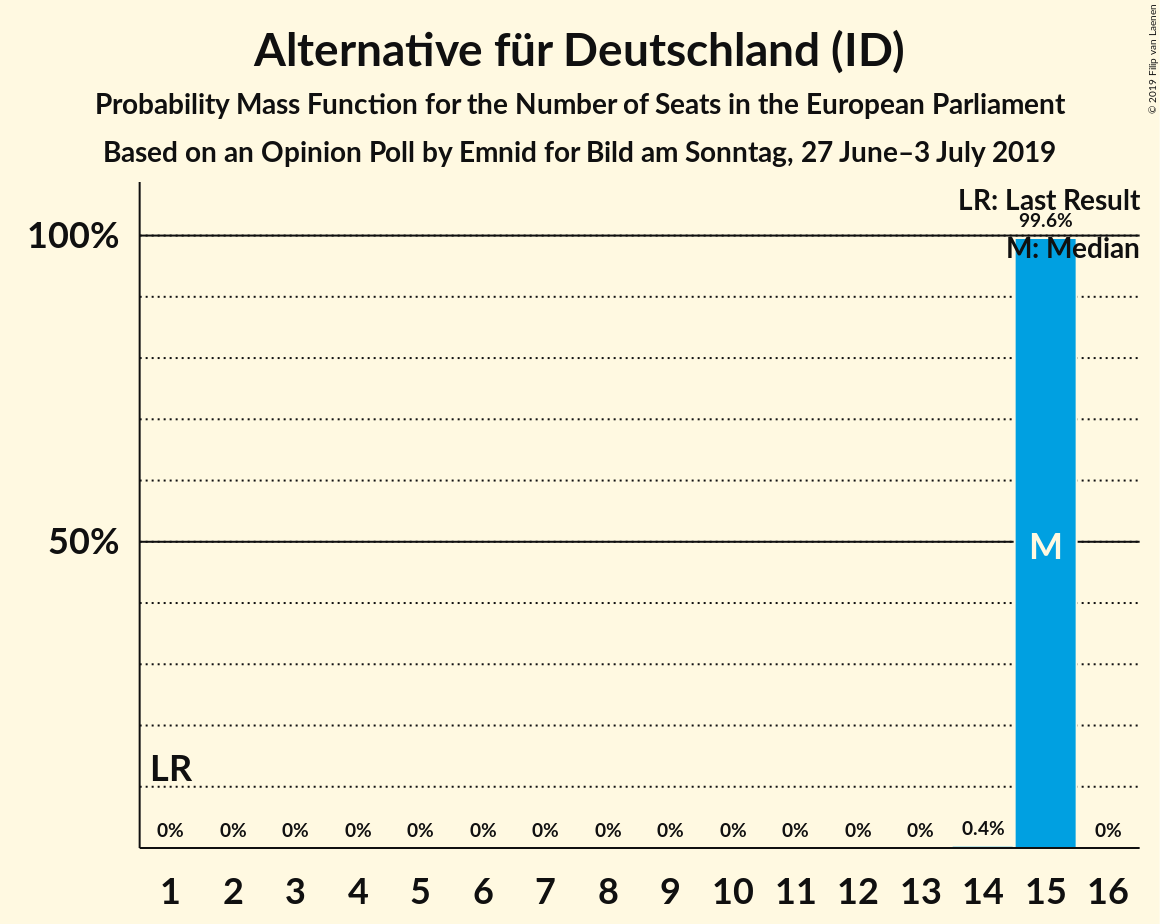 Alternative für Deutschland (ID)
Probability Mass Function for the Number of Seats in the European Parliament
Based on an Opinion Poll by Emnid for Bild am Sonntag, 27 June–3 July 2019
© 2019 Filip van Laenen
LR: Last Result
99.6%
100%
M: Median
50%
M
LR
0% 0% 0% 0% 0% 0% 0% 0% 0% 0% 0% 0% 0% 0.4% 0%
1 2 3 4 5 6 7 8 9 10 11 12 13 14 15 16